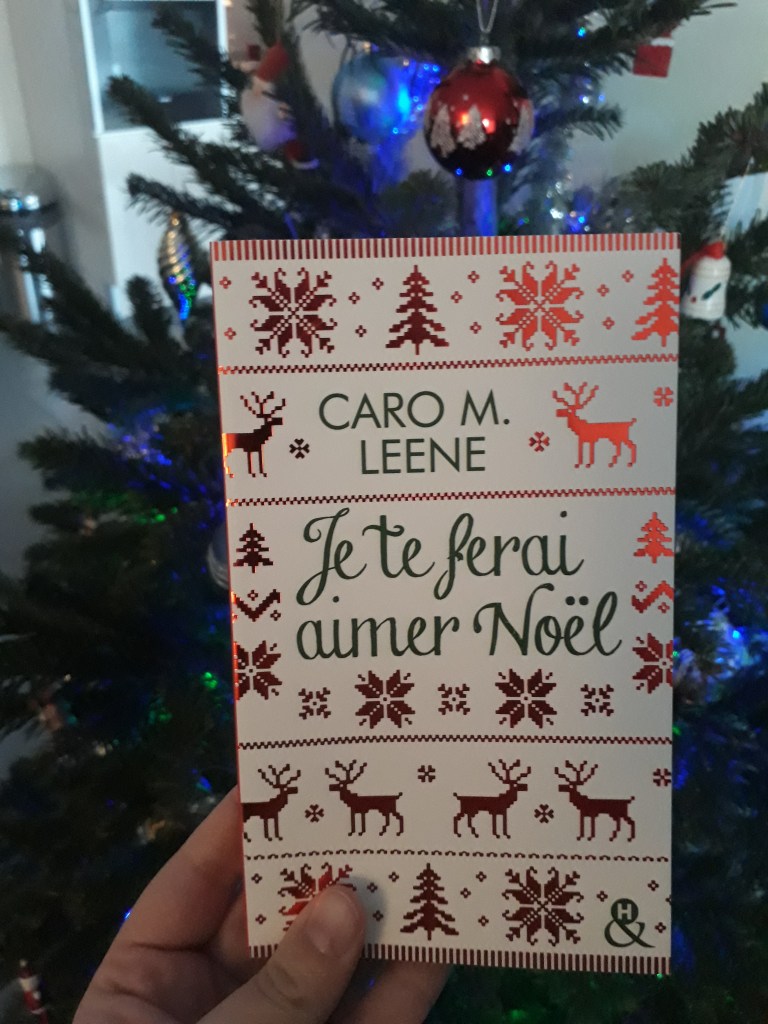 CARO M.
LEENE
Je te ferai
aimer Noël
H&